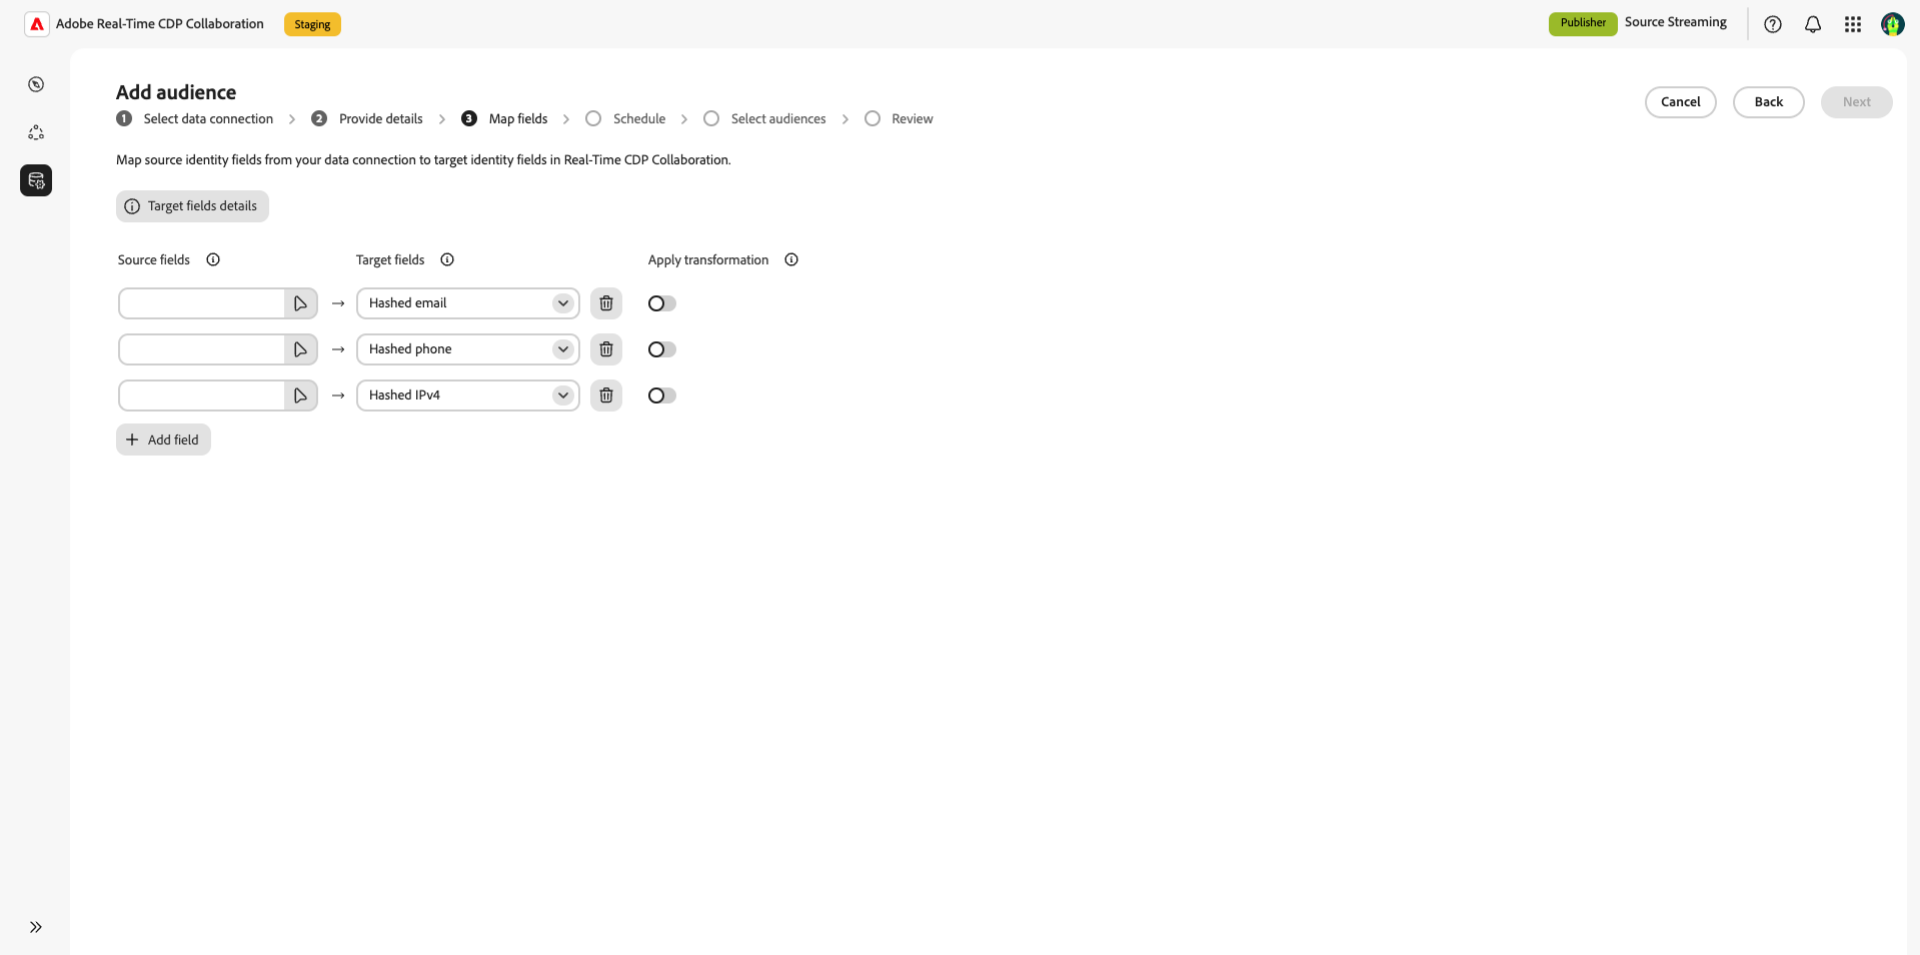 Adobe Real-Time CDP Collaboration Staging Publisher Source Streaming
Add audience
Cancel Back Next
1 Select data connection 2 Provide details 3 Map fields Schedule Select audiences Review
Map source identity fields from your data connection to target identity fields in Real-Time CDP Collaboration.
Target fields details
Source fields Target fields Apply transformation
Hashed email
Hashed phone
Hashed IPv4
Add field